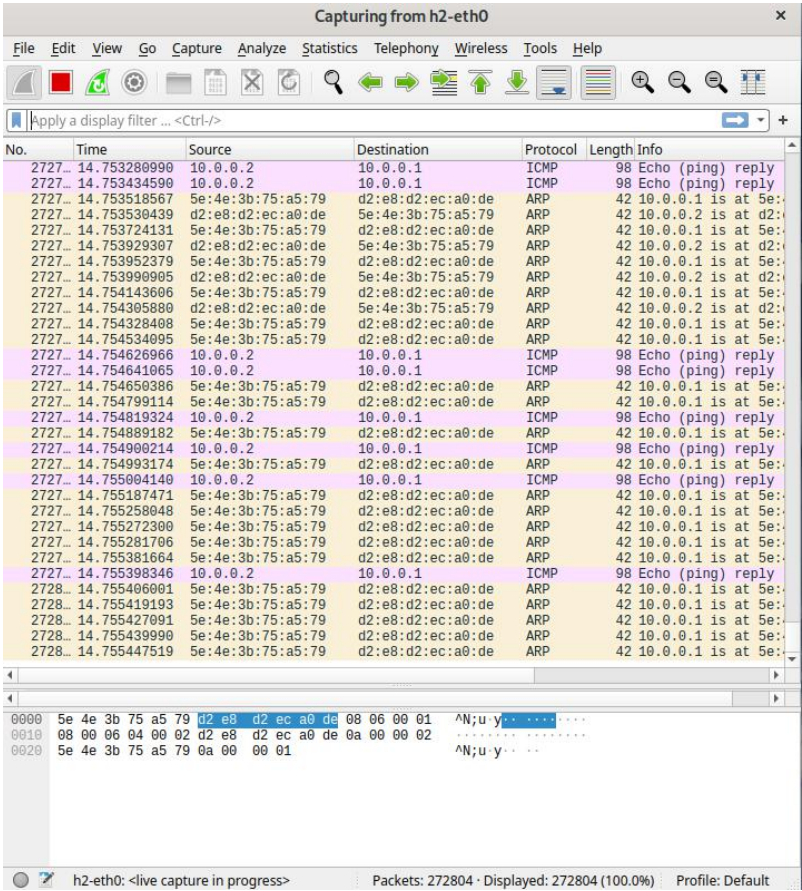 Capturing from h2-eth0
File Edit View Go Capture Analyze Statistics Telephony Wireless Tools Help
Apply a display filter ... <Ctrl-/>
No. Time Source Destination Protocol Length Info
2727… 14.753280990 10.0.0.2 10.0.0.1 ICMP 98 Echo (ping) reply
2727… 14.753434590 10.0.0.2 10.0.0.1 ICMP 98 Echo (ping) reply
2727… 14.753518567 5e:4e:3b:75:a5:79 d2:e8:d2:ec:a0:de ARP 42 10.0.0.1 is at 5e:
2727… 14.753530439 d2:e8:d2:ec:a0:de 5e:4e:3b:75:a5:79 ARP 42 10.0.0.2 is at d2:
2727… 14.753724131 5e:4e:3b:75:a5:79 d2:e8:d2:ec:a0:de ARP 42 10.0.0.1 is at 5e:
2727… 14.753929307 d2:e8:d2:ec:a0:de 5e:4e:3b:75:a5:79 ARP 42 10.0.0.2 is at d2:
2727… 14.753952379 5e:4e:3b:75:a5:79 d2:e8:d2:ec:a0:de ARP 42 10.0.0.1 is at 5e:
2727… 14.753990905 d2:e8:d2:ec:a0:de 5e:4e:3b:75:a5:79 ARP 42 10.0.0.2 is at d2:
2727… 14.754143606 5e:4e:3b:75:a5:79 d2:e8:d2:ec:a0:de ARP 42 10.0.0.1 is at 5e:
2727… 14.754305880 d2:e8:d2:ec:a0:de 5e:4e:3b:75:a5:79 ARP 42 10.0.0.2 is at d2:
2727… 14.754328408 5e:4e:3b:75:a5:79 d2:e8:d2:ec:a0:de ARP 42 10.0.0.1 is at 5e:
2727… 14.754534095 5e:4e:3b:75:a5:79 d2:e8:d2:ec:a0:de ARP 42 10.0.0.1 is at 5e:
2727… 14.754626966 10.0.0.2 10.0.0.1 ICMP 98 Echo (ping) reply
2727… 14.754641065 10.0.0.2 10.0.0.1 ICMP 98 Echo (ping) reply
2727… 14.754650386 5e:4e:3b:75:a5:79 d2:e8:d2:ec:a0:de ARP 42 10.0.0.1 is at 5e:
2727… 14.754799114 5e:4e:3b:75:a5:79 d2:e8:d2:ec:a0:de ARP 42 10.0.0.1 is at 5e:
2727… 14.754819324 10.0.0.2 10.0.0.1 ICMP 98 Echo (ping) reply
2727… 14.754889182 5e:4e:3b:75:a5:79 d2:e8:d2:ec:a0:de ARP 42 10.0.0.1 is at 5e:
2727… 14.754900214 10.0.0.2 10.0.0.1 ICMP 98 Echo (ping) reply
2727… 14.754993174 5e:4e:3b:75:a5:79 d2:e8:d2:ec:a0:de ARP 42 10.0.0.1 is at 5e:
2727… 14.755004140 10.0.0.2 10.0.0.1 ICMP 98 Echo (ping) reply
2727… 14.755187471 5e:4e:3b:75:a5:79 d2:e8:d2:ec:a0:de ARP 42 10.0.0.1 is at 5e:
2727… 14.755258048 5e:4e:3b:75:a5:79 d2:e8:d2:ec:a0:de ARP 42 10.0.0.1 is at 5e:
2727… 14.755272300 5e:4e:3b:75:a5:79 d2:e8:d2:ec:a0:de ARP 42 10.0.0.1 is at 5e:
2727… 14.755281706 5e:4e:3b:75:a5:79 d2:e8:d2:ec:a0:de ARP 42 10.0.0.1 is at 5e:
2727… 14.755381664 5e:4e:3b:75:a5:79 d2:e8:d2:ec:a0:de ARP 42 10.0.0.1 is at 5e:
2727… 14.755398346 10.0.0.2 10.0.0.1 ICMP 98 Echo (ping) reply
2728… 14.755406001 5e:4e:3b:75:a5:79 d2:e8:d2:ec:a0:de ARP 42 10.0.0.1 is at 5e:
2728… 14.755419193 5e:4e:3b:75:a5:79 d2:e8:d2:ec:a0:de ARP 42 10.0.0.1 is at 5e:
2728… 14.755427091 5e:4e:3b:75:a5:79 d2:e8:d2:ec:a0:de ARP 42 10.0.0.1 is at 5e:
2728… 14.755439990 5e:4e:3b:75:a5:79 d2:e8:d2:ec:a0:de ARP 42 10.0.0.1 is at 5e:
2728… 14.755447519 5e:4e:3b:75:a5:79 d2:e8:d2:ec:a0:de ARP 42 10.0.0.1 is at 5e:
0000 5e 4e 3b 75 a5 79 d2 e8 d2 ec a0 de 08 06 00 01 ^N;u·y·· ········
0010 08 00 06 04 00 02 d2 e8 d2 ec a0 de 0a 00 00 02 ········ ········
0020 5e 4e 3b 75 a5 79 0a 00 00 01 ^N;u·y·· ··
h2-eth0: <live capture in progress> Packets: 272804 · Displayed: 272804 (100.0%) Profile: Default